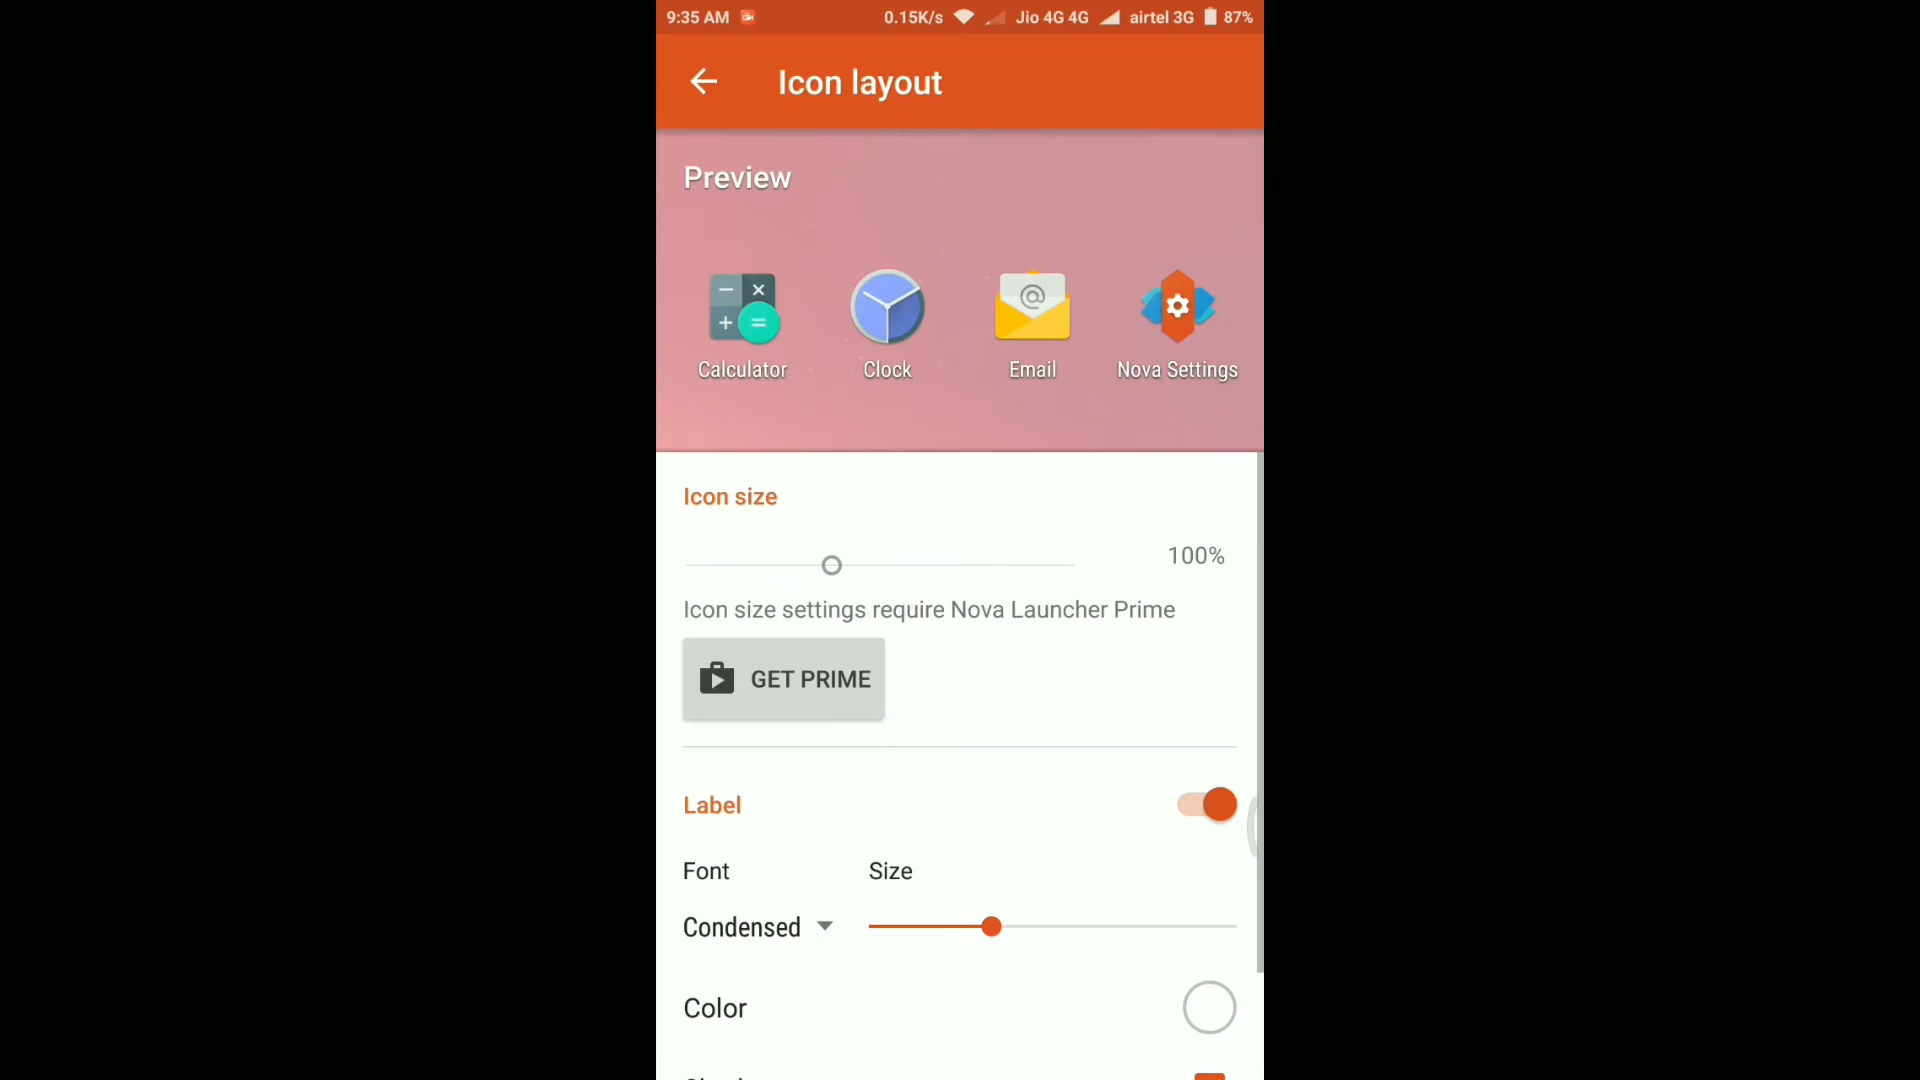 9:35 AM 0.15K/s Jio 4G 4G airtel 3G 87%
Icon layout
Preview
Calculator Clock Email Nova Settings
Icon size
100%
Icon size settings require Nova Launcher Prime
GET PRIME
Label
Font Size
Condensed
Color